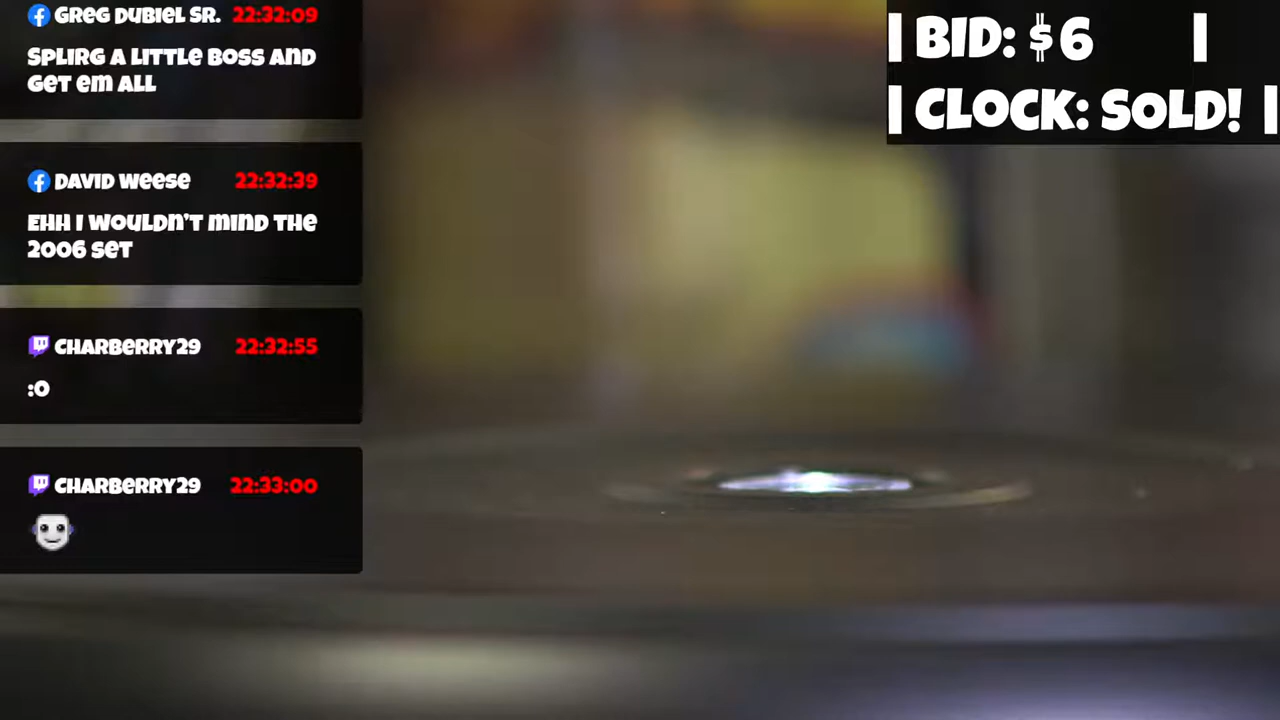 Greg Dubiel Sr. 22:32:09
Splirg a little boss and
get em all
David Weese 22:32:39
Ehh I wouldn't mind the
2006 set
charberry29 22:32:55
:O
charberry29 22:33:00
| BID: $6 |
| CLOCK: SOLD! |